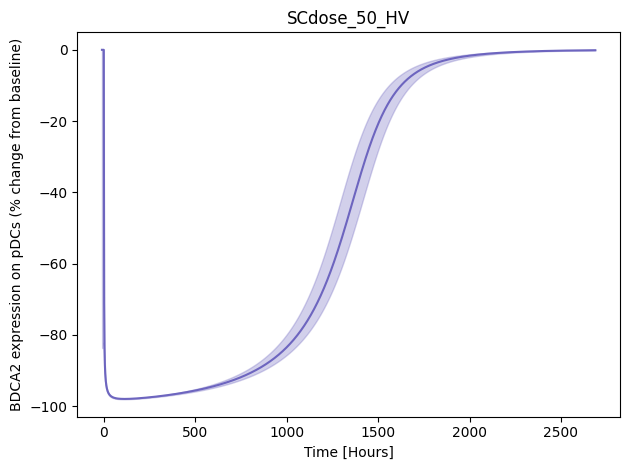 SCdose_50_HV
BDCA2 expression on pDCs (% change from baseline)
0
−20
−40
−60
−80
−100
0 500 1000 1500 2000 2500
Time [Hours]